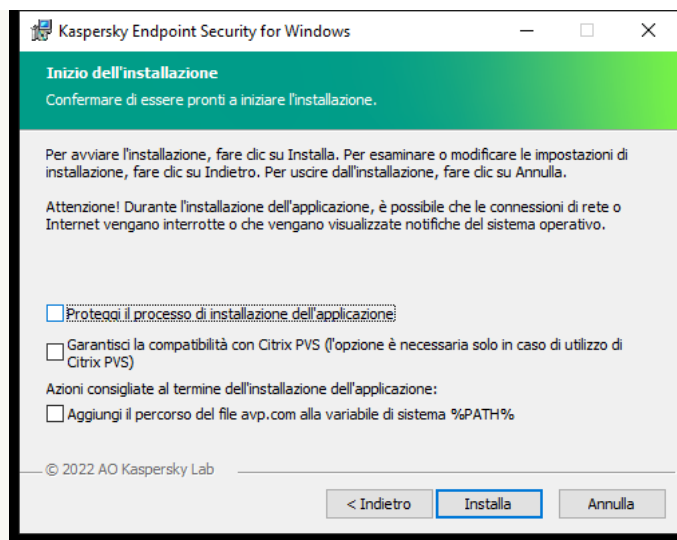 Kaspersky Endpoint Security for Windows
Inizio dell'installazione
Confermare di essere pronti a iniziare l'installazione.
Per avviare l'installazione, fare clic su Installa. Per esaminare o modificare le impostazioni di
installazione, fare clic su Indietro. Per uscire dall'installazione, fare clic su Annulla.
Attenzione! Durante l'installazione dell'applicazione, è possibile che le connessioni di rete o
Internet vengano interrotte o che vengano visualizzate notifiche del sistema operativo.
Proteggi il processo di installazione dell'applicazione
Garantisci la compatibilità con Citrix PVS (l'opzione è necessaria solo in caso di utilizzo di
Citrix PVS)
Azioni consigliate al termine dell'installazione dell'applicazione:
Aggiungi il percorso del file avp.com alla variabile di sistema %PATH%
© 2022 AO Kaspersky Lab
< Indietro Installa Annulla